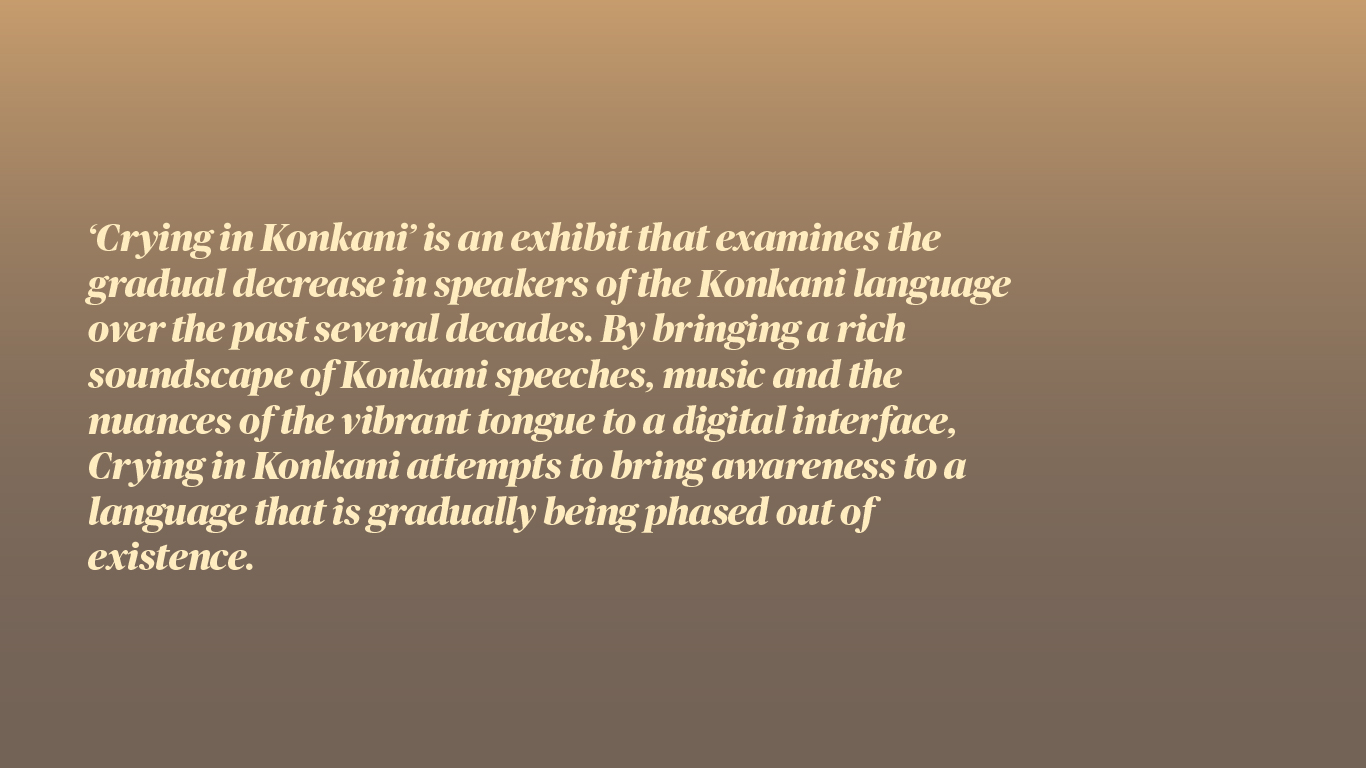 ‘Crying in Konkani’ is an exhibit that examines the
gradual decrease in speakers of the Konkani language
over the past several decades. By bringing a rich
soundscape of Konkani speeches, music and the
nuances of the vibrant tongue to a digital interface,
Crying in Konkani attempts to bring awareness to a
language that is gradually being phased out of
existence.